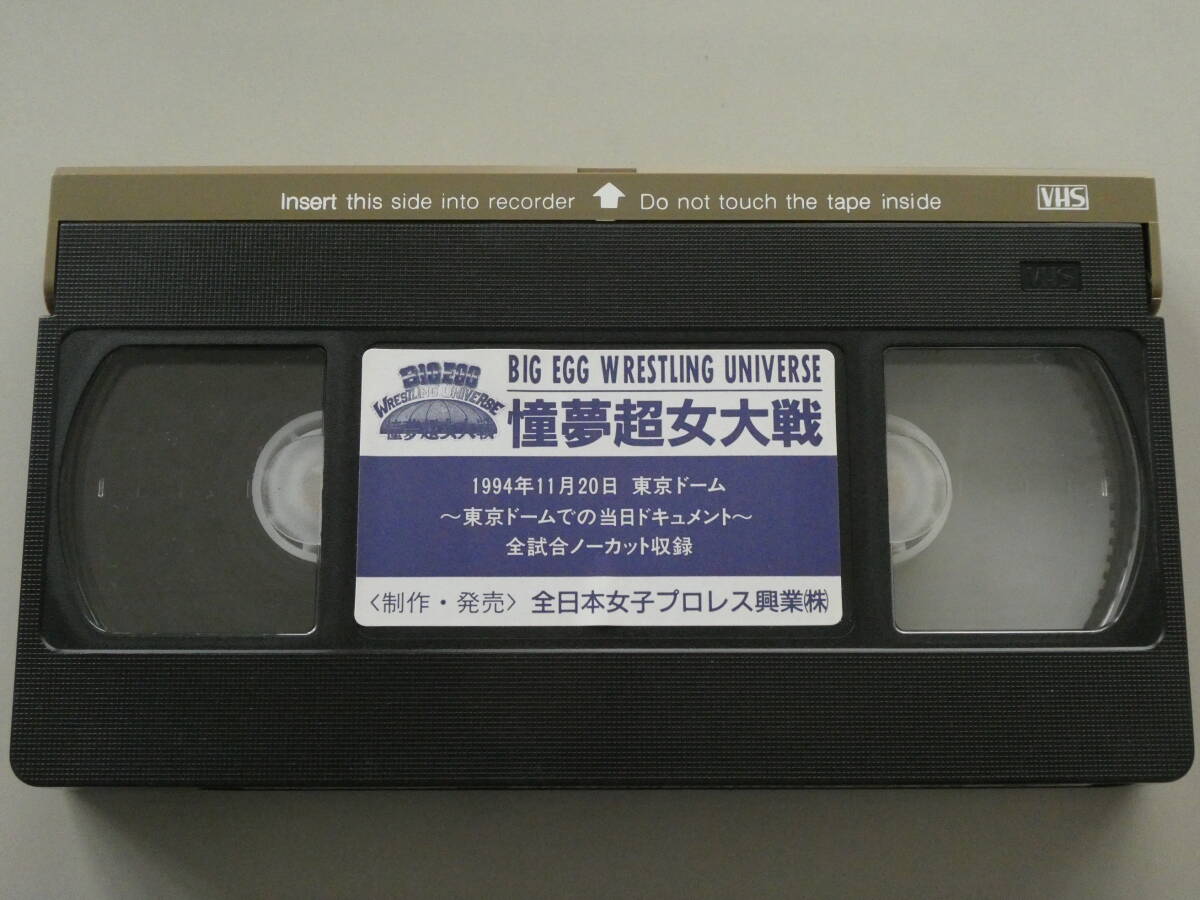 Insert this side into recorder Do not touch the tape inside VHS
VHS
BIG EGG
WRESTLING UNIVERSE
憧夢超女大戦
BIG EGG WRESTLING UNIVERSE
憧夢超女大戦
1994年11月20日 東京ドーム
～東京ドームでの当日ドキュメント～
全試合ノーカット収録
〈制作・発売〉 全日本女子プロレス興業㈱